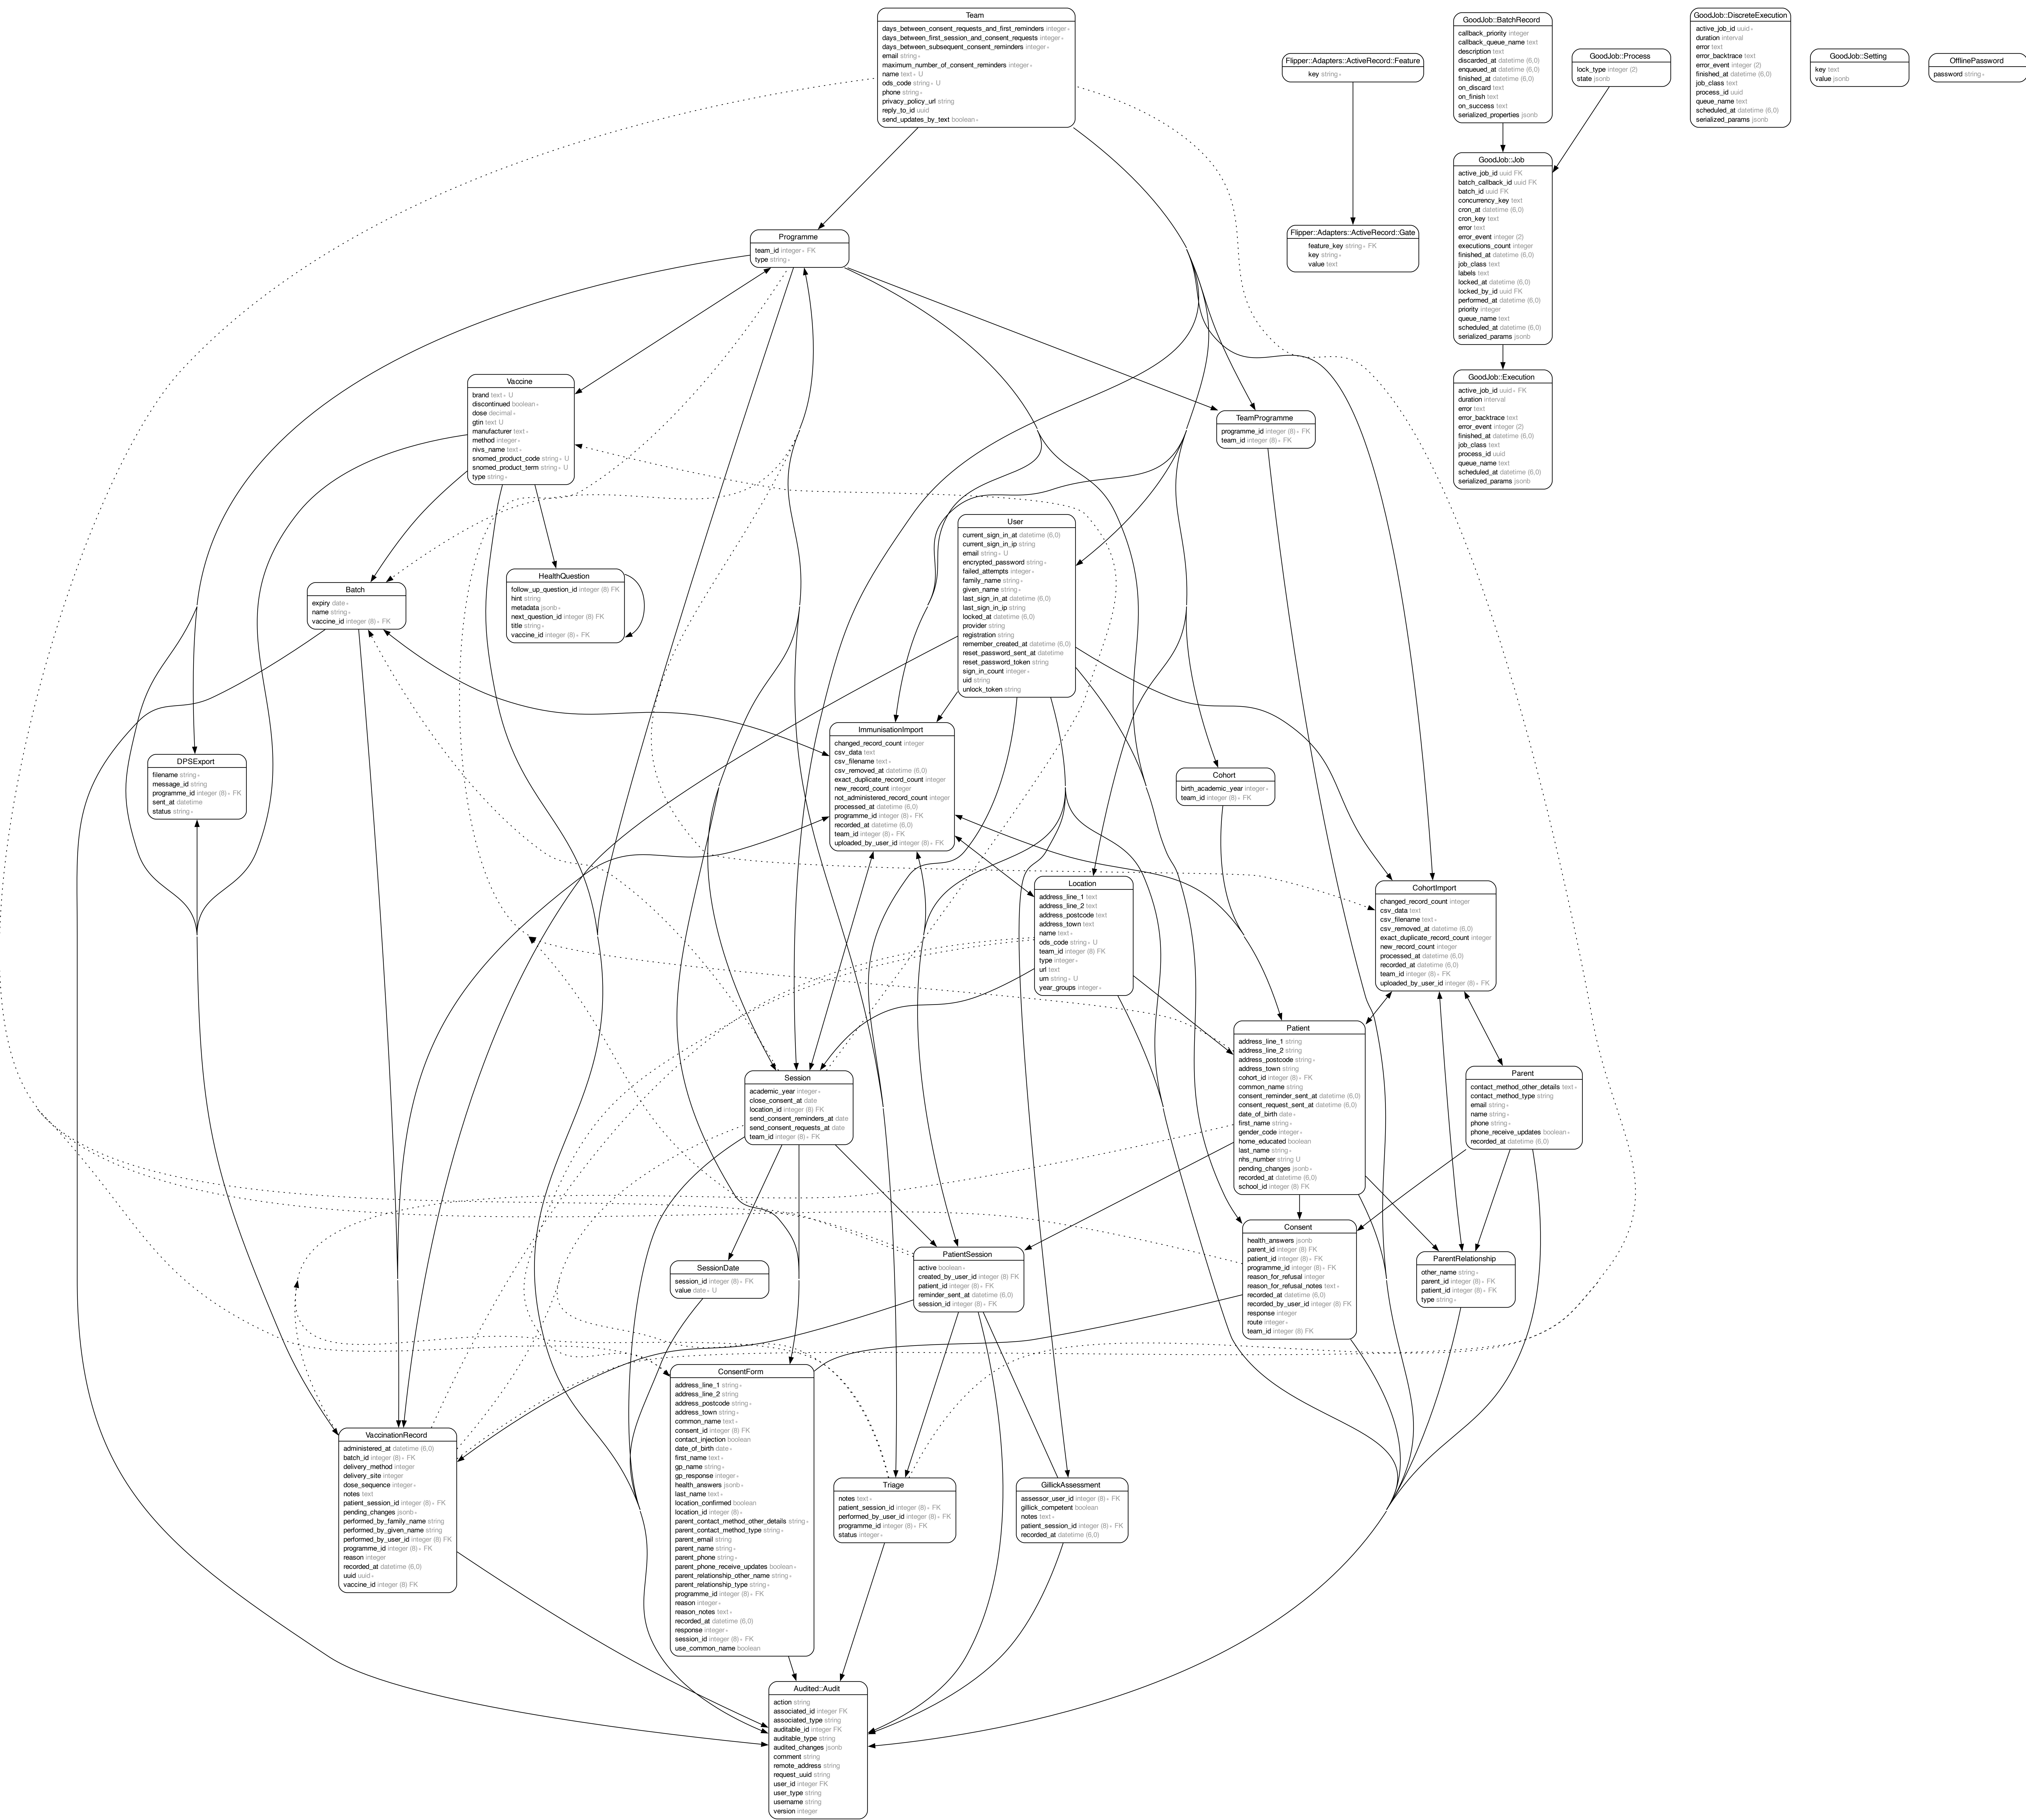 Team
days_between_consent_requests_and_first_reminders integer ∗
days_between_first_session_and_consent_requests integer ∗
days_between_subsequent_consent_reminders integer ∗
email string ∗
maximum_number_of_consent_reminders integer ∗
name text ∗ U
ods_code string ∗ U
phone string ∗
privacy_policy_url string
reply_to_id uuid
send_updates_by_text boolean ∗
Flipper::Adapters::ActiveRecord::Feature
key string ∗
GoodJob::BatchRecord
callback_priority integer
callback_queue_name text
description text
discarded_at datetime (6,0)
enqueued_at datetime (6,0)
finished_at datetime (6,0)
on_discard text
on_finish text
on_success text
serialized_properties jsonb
GoodJob::Process
lock_type integer (2)
state jsonb
GoodJob::DiscreteExecution
active_job_id uuid ∗
duration interval
error text
error_backtrace text
error_event integer (2)
finished_at datetime (6,0)
job_class text
process_id uuid
queue_name text
scheduled_at datetime (6,0)
serialized_params jsonb
GoodJob::Setting
key text
value jsonb
OfflinePassword
password string ∗
GoodJob::Job
active_job_id uuid FK
batch_callback_id uuid FK
batch_id uuid FK
concurrency_key text
cron_at datetime (6,0)
cron_key text
error text
error_event integer (2)
executions_count integer
finished_at datetime (6,0)
job_class text
labels text
locked_at datetime (6,0)
locked_by_id uuid FK
performed_at datetime (6,0)
priority integer
queue_name text
scheduled_at datetime (6,0)
serialized_params jsonb
Programme
team_id integer ∗ FK
type string ∗
Flipper::Adapters::ActiveRecord::Gate
feature_key string ∗ FK
key string ∗
value text
GoodJob::Execution
active_job_id uuid ∗ FK
duration interval
error text
error_backtrace text
error_event integer (2)
finished_at datetime (6,0)
job_class text
process_id uuid
queue_name text
scheduled_at datetime (6,0)
serialized_params jsonb
Vaccine
brand text ∗ U
discontinued boolean ∗
dose decimal ∗
gtin text U
manufacturer text ∗
method integer ∗
nivs_name text ∗
snomed_product_code string ∗ U
snomed_product_term string ∗ U
type string ∗
TeamProgramme
programme_id integer (8) ∗ FK
team_id integer (8) ∗ FK
User
current_sign_in_at datetime (6,0)
current_sign_in_ip string
email string ∗ U
encrypted_password string ∗
failed_attempts integer ∗
family_name string ∗
given_name string ∗
last_sign_in_at datetime (6,0)
last_sign_in_ip string
locked_at datetime (6,0)
provider string
registration string
remember_created_at datetime (6,0)
reset_password_sent_at datetime
reset_password_token string
sign_in_count integer ∗
uid string
unlock_token string
Batch
expiry date ∗
name string ∗
vaccine_id integer (8) ∗ FK
HealthQuestion
follow_up_question_id integer (8) FK
hint string
metadata jsonb ∗
next_question_id integer (8) FK
title string ∗
vaccine_id integer (8) ∗ FK
ImmunisationImport
changed_record_count integer
csv_data text
csv_filename text ∗
csv_removed_at datetime (6,0)
exact_duplicate_record_count integer
new_record_count integer
not_administered_record_count integer
processed_at datetime (6,0)
programme_id integer (8) ∗ FK
recorded_at datetime (6,0)
team_id integer (8) ∗ FK
uploaded_by_user_id integer (8) ∗ FK
DPSExport
filename string ∗
message_id string
programme_id integer (8) ∗ FK
sent_at datetime
status string ∗
Cohort
birth_academic_year integer ∗
team_id integer (8) ∗ FK
Location
address_line_1 text
address_line_2 text
address_postcode text
address_town text
name text ∗
ods_code string ∗ U
team_id integer (8) FK
type integer ∗
url text
urn string ∗ U
year_groups integer ∗
CohortImport
changed_record_count integer
csv_data text
csv_filename text ∗
csv_removed_at datetime (6,0)
exact_duplicate_record_count integer
new_record_count integer
processed_at datetime (6,0)
recorded_at datetime (6,0)
team_id integer (8) ∗ FK
uploaded_by_user_id integer (8) ∗ FK
Patient
address_line_1 string
address_line_2 string
address_postcode string ∗
address_town string
cohort_id integer (8) ∗ FK
common_name string
consent_reminder_sent_at datetime (6,0)
consent_request_sent_at datetime (6,0)
date_of_birth date ∗
first_name string ∗
gender_code integer ∗
home_educated boolean
last_name string ∗
nhs_number string U
pending_changes jsonb ∗
recorded_at datetime (6,0)
school_id integer (8) FK
Session
academic_year integer ∗
close_consent_at date
location_id integer (8) FK
send_consent_reminders_at date
send_consent_requests_at date
team_id integer (8) ∗ FK
Parent
contact_method_other_details text ∗
contact_method_type string
email string ∗
name string ∗
phone string ∗
phone_receive_updates boolean ∗
recorded_at datetime (6,0)
Consent
health_answers jsonb
parent_id integer (8) FK
patient_id integer (8) ∗ FK
programme_id integer (8) ∗ FK
reason_for_refusal integer
reason_for_refusal_notes text ∗
recorded_at datetime (6,0)
recorded_by_user_id integer (8) FK
response integer
route integer ∗
team_id integer (8) FK
ParentRelationship
other_name string ∗
parent_id integer (8) ∗ FK
patient_id integer (8) ∗ FK
type string ∗
SessionDate
session_id integer (8) ∗ FK
value date ∗ U
PatientSession
active boolean ∗
created_by_user_id integer (8) FK
patient_id integer (8) ∗ FK
reminder_sent_at datetime (6,0)
session_id integer (8) ∗ FK
ConsentForm
address_line_1 string ∗
address_line_2 string
address_postcode string ∗
address_town string ∗
common_name text ∗
consent_id integer (8) FK
contact_injection boolean
date_of_birth date ∗
first_name text ∗
gp_name string ∗
gp_response integer ∗
health_answers jsonb ∗
last_name text ∗
location_confirmed boolean
location_id integer (8) ∗
parent_contact_method_other_details string ∗
parent_contact_method_type string ∗
parent_email string
parent_name string ∗
parent_phone string ∗
parent_phone_receive_updates boolean ∗
parent_relationship_other_name string ∗
parent_relationship_type string ∗
programme_id integer (8) ∗ FK
reason integer ∗
reason_notes text ∗
recorded_at datetime (6,0)
response integer ∗
session_id integer (8) ∗ FK
use_common_name boolean
VaccinationRecord
administered_at datetime (6,0)
batch_id integer (8) ∗ FK
delivery_method integer
delivery_site integer
dose_sequence integer ∗
notes text
patient_session_id integer (8) ∗ FK
pending_changes jsonb ∗
performed_by_family_name string
performed_by_given_name string
performed_by_user_id integer (8) FK
programme_id integer (8) ∗ FK
reason integer
recorded_at datetime (6,0)
uuid uuid ∗
vaccine_id integer (8) FK
Triage
notes text ∗
patient_session_id integer (8) ∗ FK
performed_by_user_id integer (8) ∗ FK
programme_id integer (8) ∗ FK
status integer ∗
GillickAssessment
assessor_user_id integer (8) ∗ FK
gillick_competent boolean
notes text ∗
patient_session_id integer (8) ∗ FK
recorded_at datetime (6,0)
Audited::Audit
action string
associated_id integer FK
associated_type string
auditable_id integer FK
auditable_type string
audited_changes jsonb
comment string
remote_address string
request_uuid string
user_id integer FK
user_type string
username string
version integer